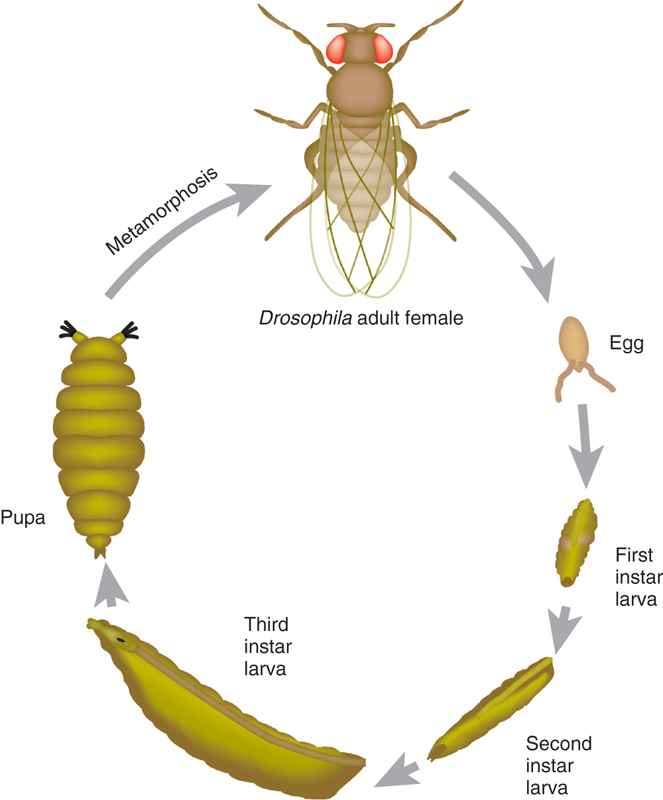 Metamorphosis
Drosophila adult female
Egg
First
instar
larva
Second
instar
larva
Third
instar
larva
Pupa